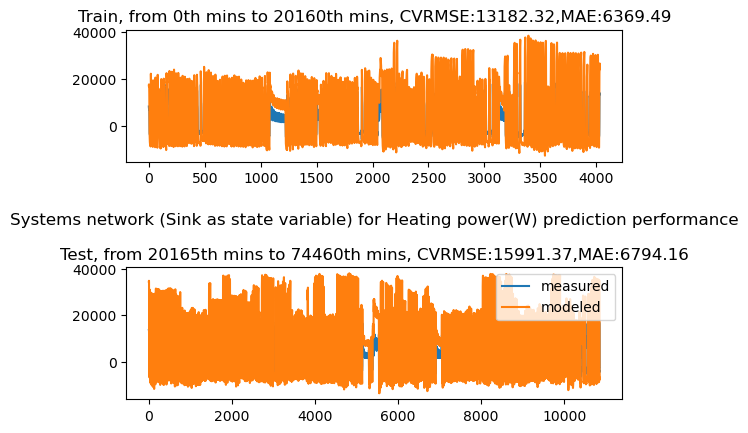 Train, from 0th mins to 20160th mins, CVRMSE:13182.32,MAE:6369.49
40000
20000
0
0 500 1000 1500 2000 2500 3000 3500 4000
Systems network (Sink as state variable) for Heating power(W) prediction performance
Test, from 20165th mins to 74460th mins, CVRMSE:15991.37,MAE:6794.16
40000
measured
modeled
20000
0
0 2000 4000 6000 8000 10000